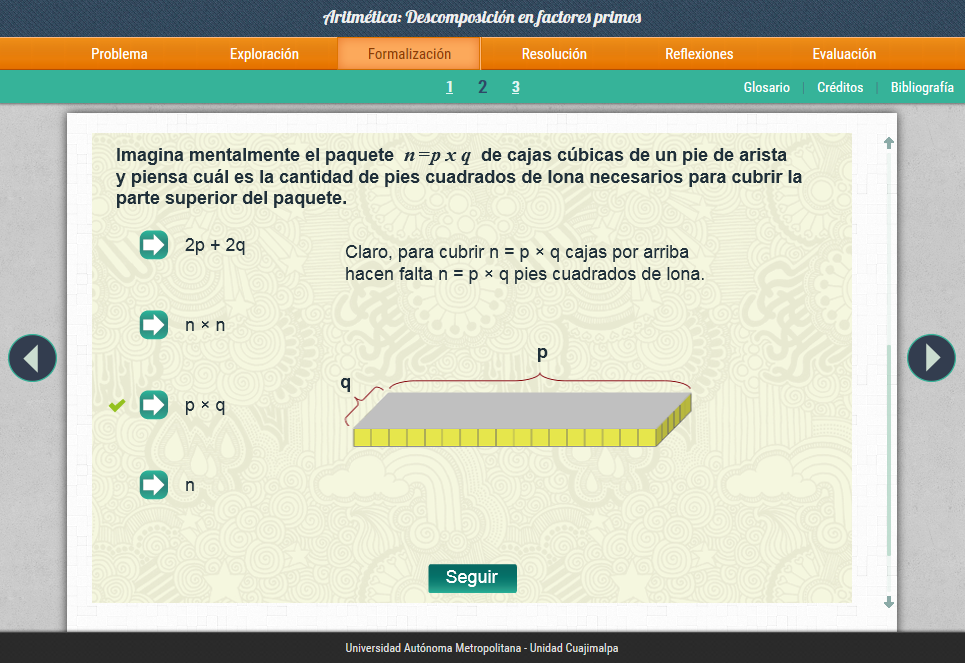 Aritmética: Descomposición en factores primos
Problema Exploración Formalización Resolución Reflexiones Evaluación
1 2 3 Glosario | Créditos | Bibliografía
Imagina mentalmente el paquete n=p x q de cajas cúbicas de un pie de arista
y piensa cuál es la cantidad de pies cuadrados de lona necesarios para cubrir la
parte superior del paquete.
2p + 2q
Claro, para cubrir n = p × q cajas por arriba
hacen falta n = p × q pies cuadrados de lona.
n × n
p
q
p × q
n
Seguir
Universidad Autónoma Metropolitana - Unidad Cuajimalpa